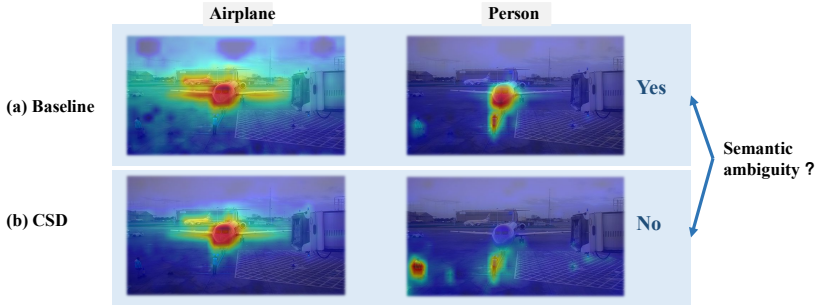 Airplane Person
(a) Baseline
Yes
Semantic
ambiguity ?
(b) CSD
No